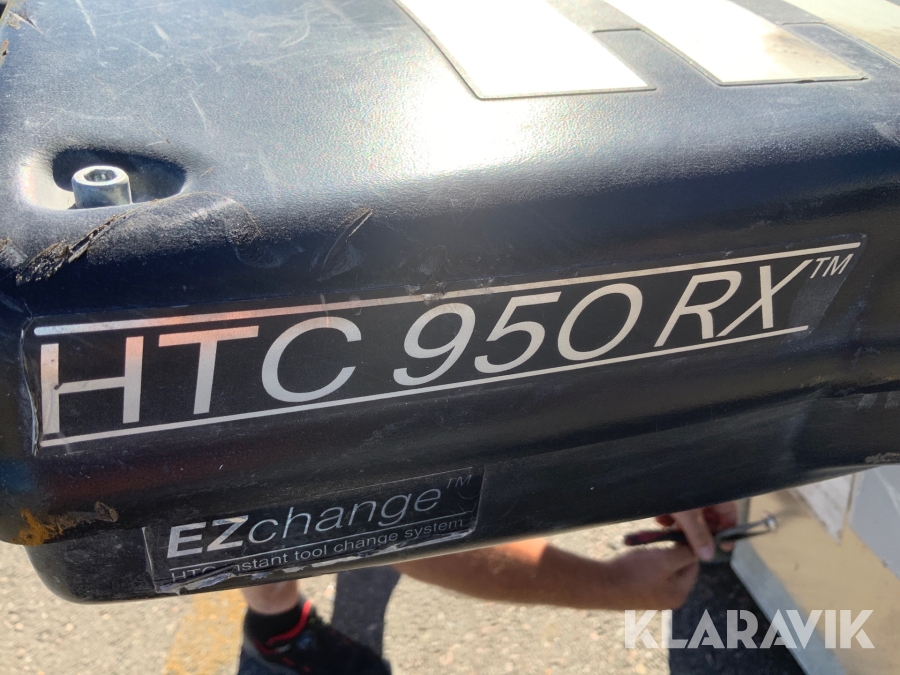 HTC 950 RX™
EZchange™
HTC instant tool change system
KLARAVIK